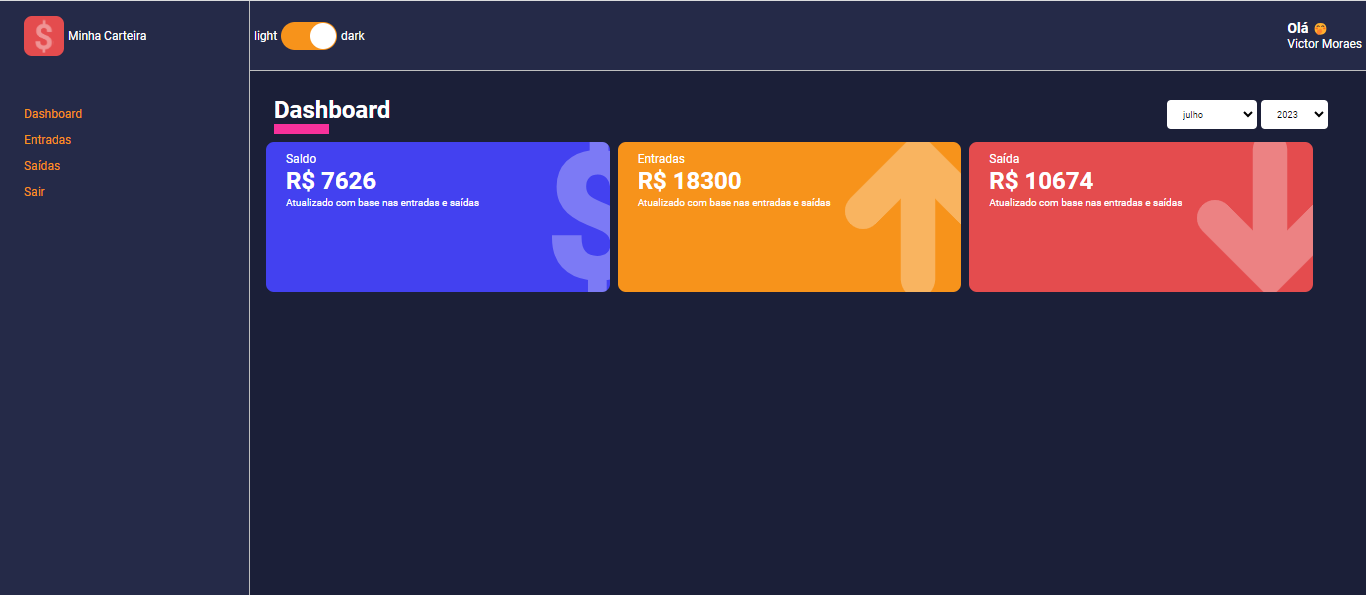 Minha Carteira
light dark
Olá 🤭
Victor Moraes
Dashboard
Entradas
Saídas
Sair
Dashboard
julho 2023
Saldo
R$ 7626
Atualizado com base nas entradas e saídas
Entradas
R$ 18300
Atualizado com base nas entradas e saídas
Saída
R$ 10674
Atualizado com base nas entradas e saídas